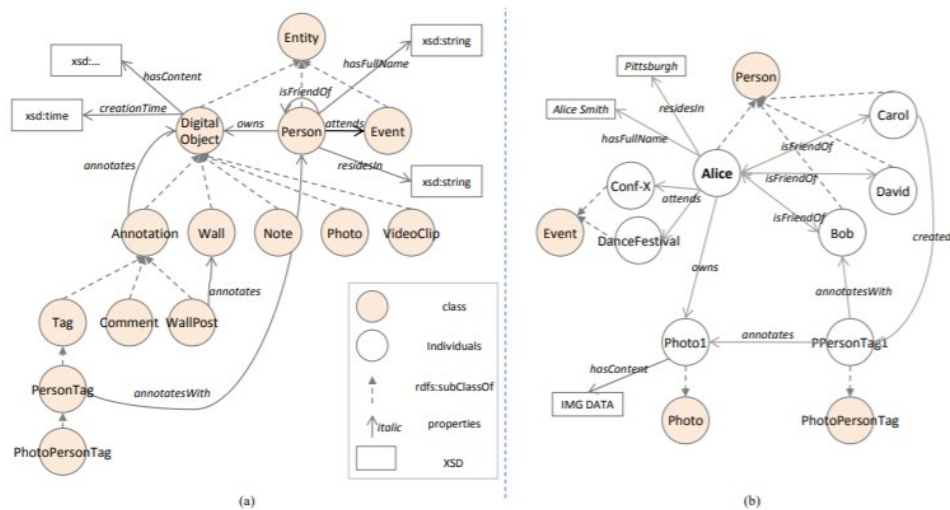 Entity
xsd:string
xsd:...
hasContent
hasFullName
isFriendOf
xsd:time
creationTime
Digital
Object
owns
Person
attends
Event
annotates
residesIn
xsd:string
Annotation
Wall
Note
Photo
VideoClip
annotates
Tag
Comment
WallPost
PersonTag
annotatesWith
PhotoPersonTag
class
Individuals
rdfs:subClassOf
italic
properties
XSD
(a)
Pittsburgh
Person
Alice Smith
residesIn
Carol
hasFullName
isFriendOf
Alice
Conf-X
isFriendOf
David
attends
isFriendOf
Event
DanceFestival
Bob
created
owns
annotatesWith
Photo1
annotates
PPersonTag1
hasContent
IMG DATA
Photo
PhotoPersonTag
(b)